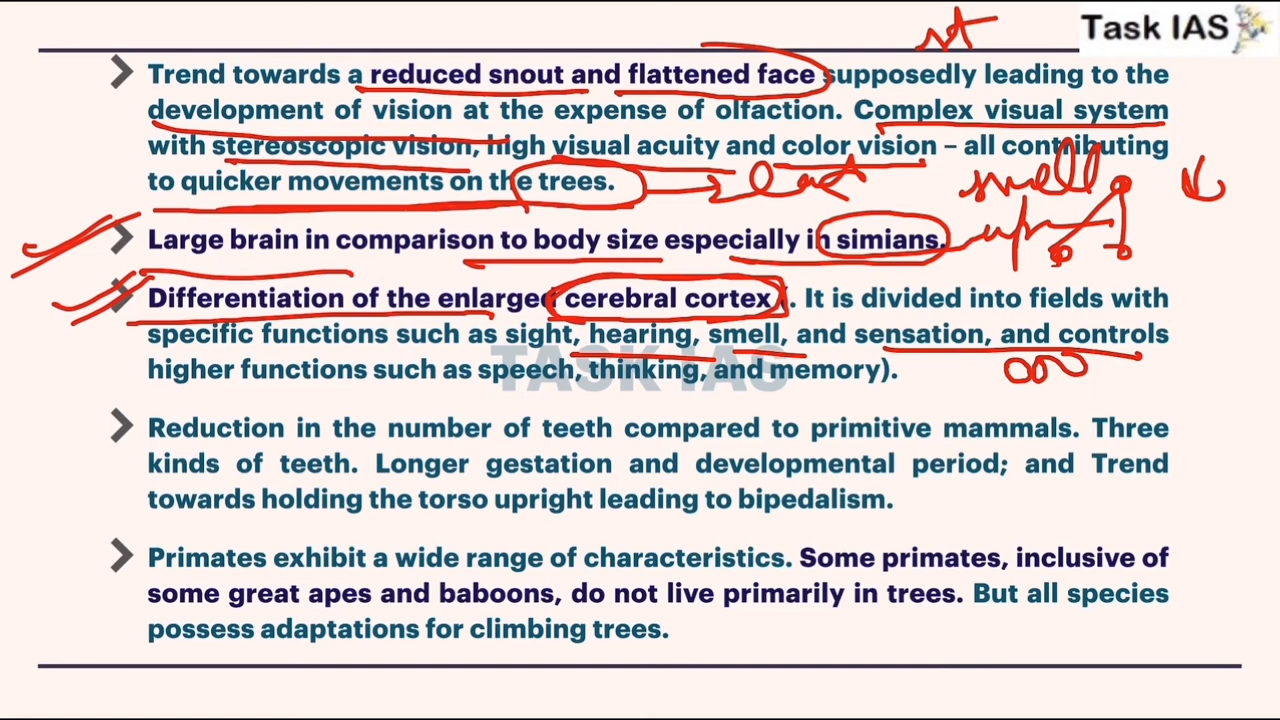 Task IAS
Trend towards a reduced snout and flattened face supposedly leading to the
development of vision at the expense of olfaction. Complex visual system
with stereoscopic vision, high visual acuity and color vision – all contributing
to quicker movements on the trees.
smell
Large brain in comparison to body size especially in simians.
Differentiation of the enlarged cerebral cortex (. It is divided into fields with
specific functions such as sight, hearing, smell, and sensation, and controls
TASK IAS
higher functions such as speech, thinking, and memory).
Reduction in the number of teeth compared to primitive mammals. Three
kinds of teeth. Longer gestation and developmental period; and Trend
towards holding the torso upright leading to bipedalism.
Primates exhibit a wide range of characteristics. Some primates, inclusive of
some great apes and baboons, do not live primarily in trees. But all species
possess adaptations for climbing trees.